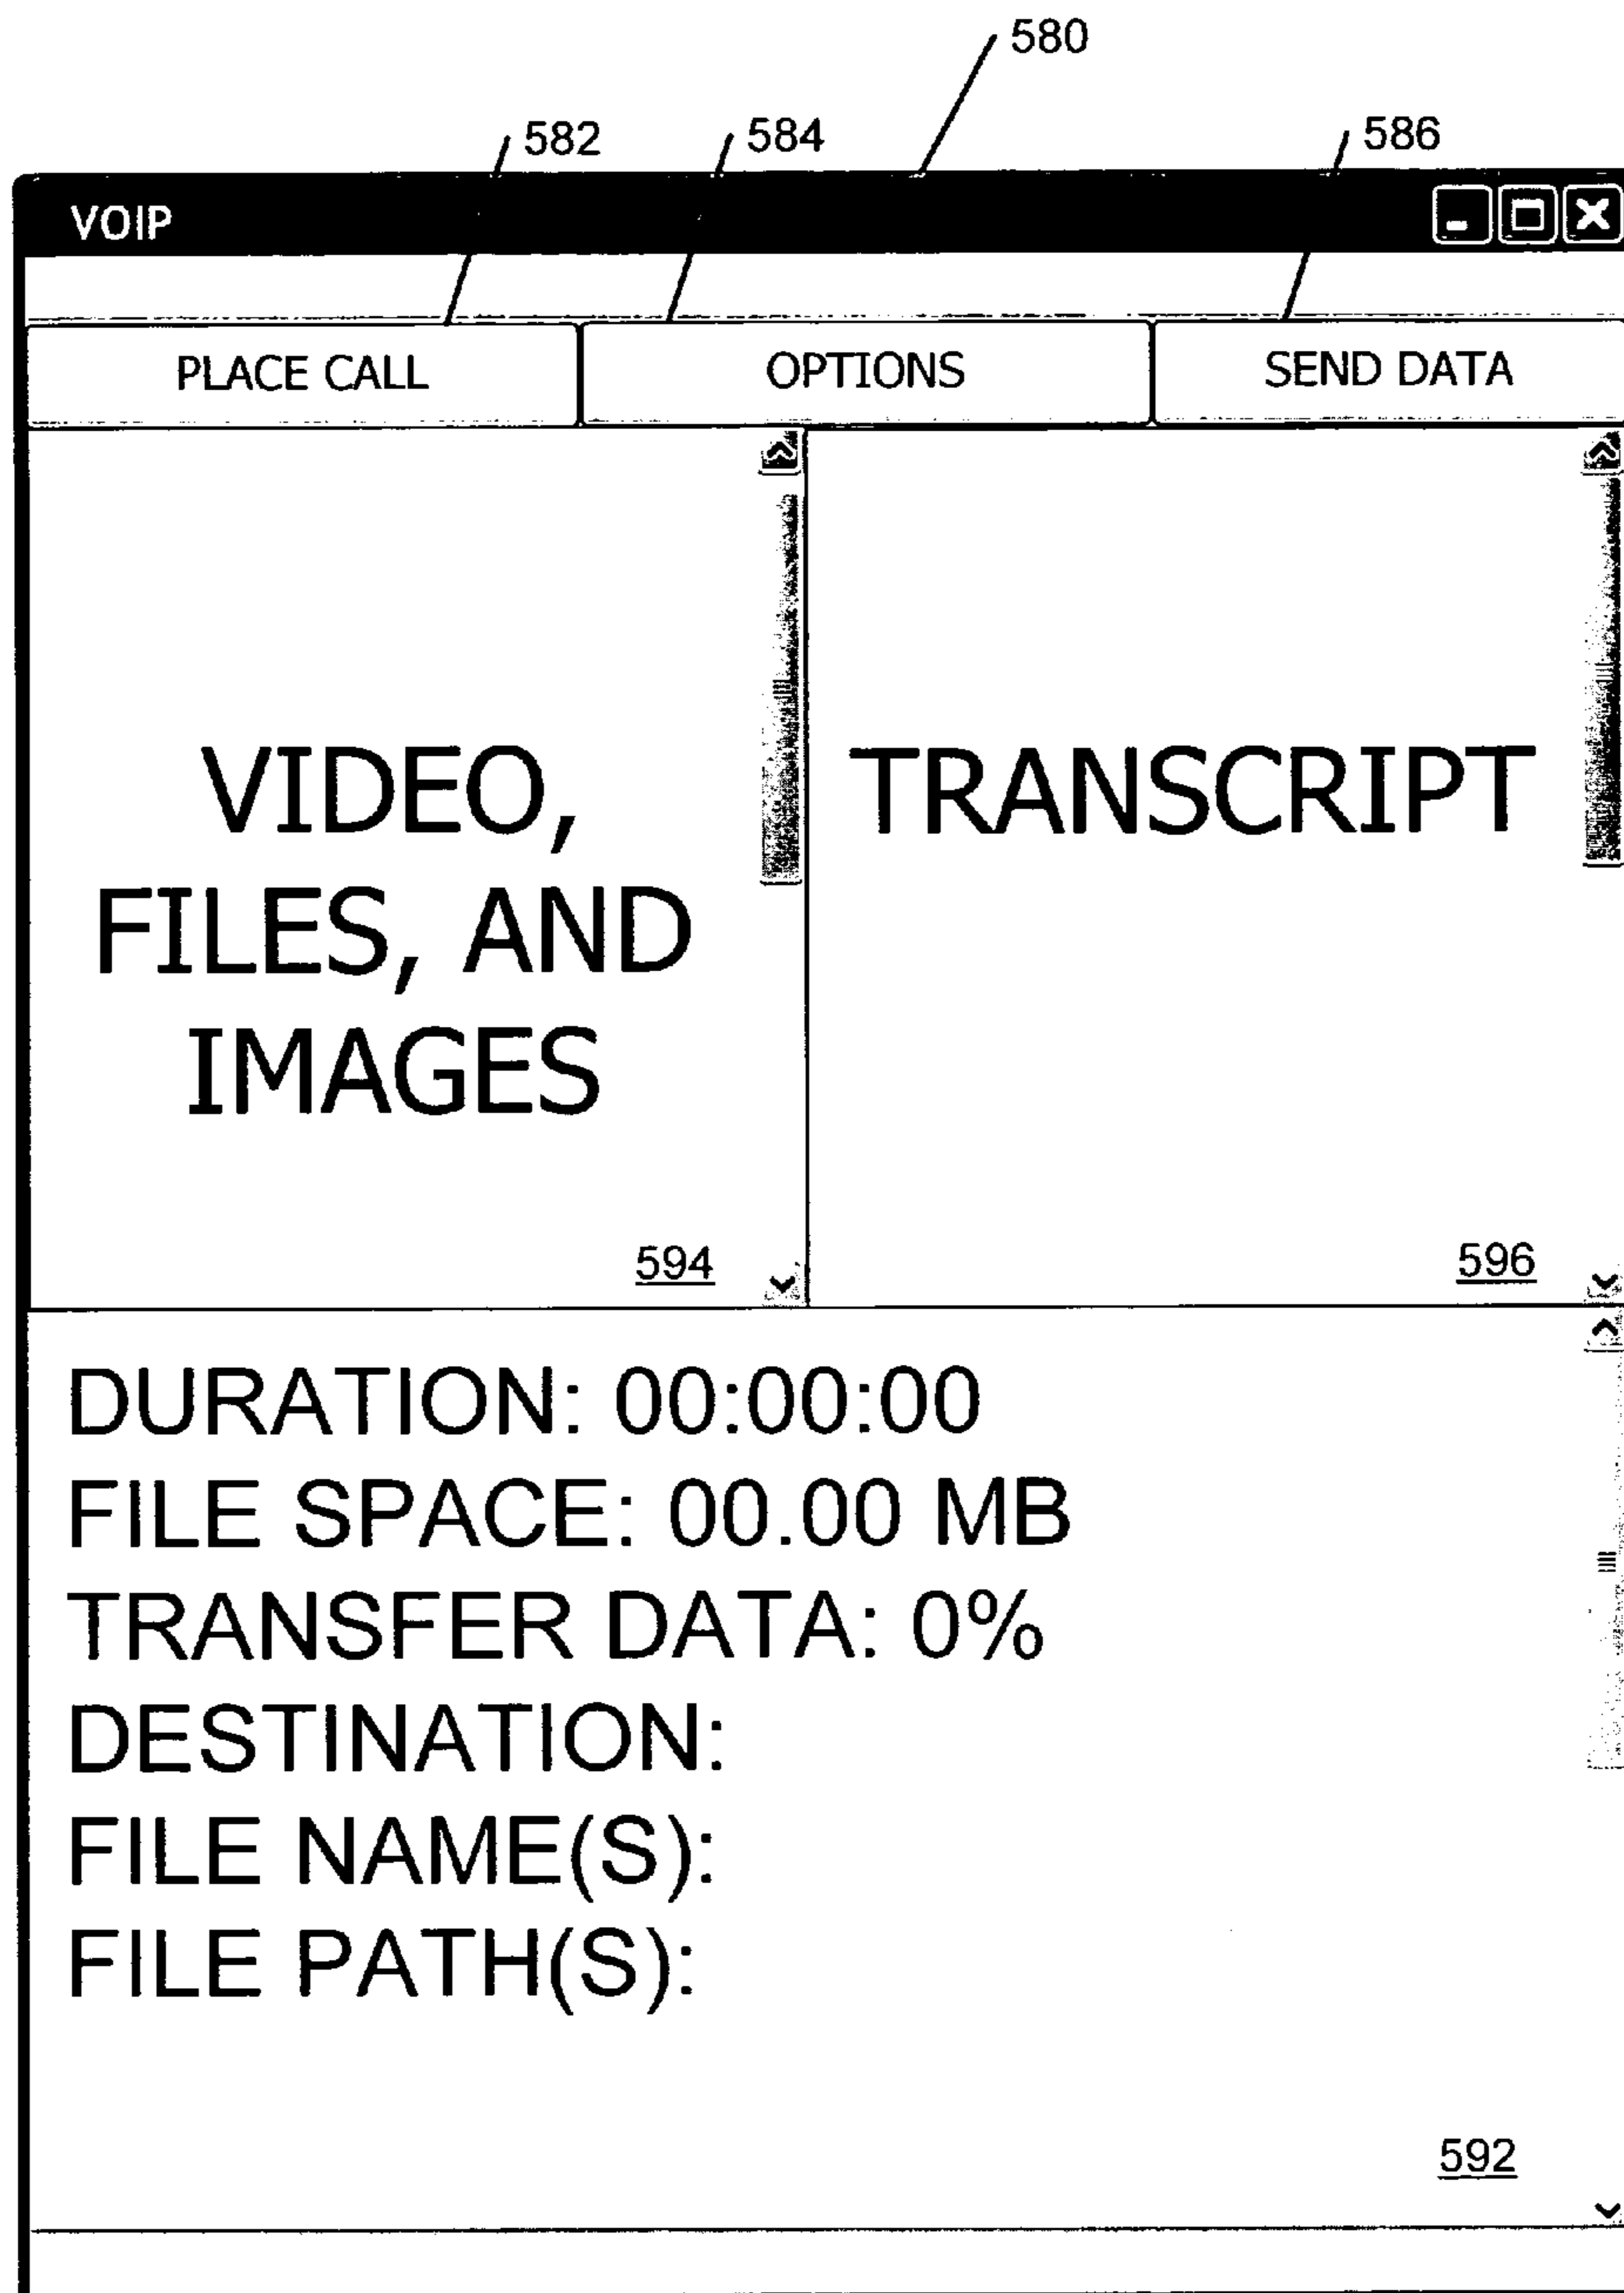 580
582
584
586
VOIP
PLACE CALL
OPTIONS
SEND DATA
VIDEO,
FILES, AND
IMAGES
594
TRANSCRIPT
596
DURATION: 00:00:00
FILE SPACE: 00.00 MB
TRANSFER DATA: 0%
DESTINATION:
FILE NAME(S):
FILE PATH(S):
592